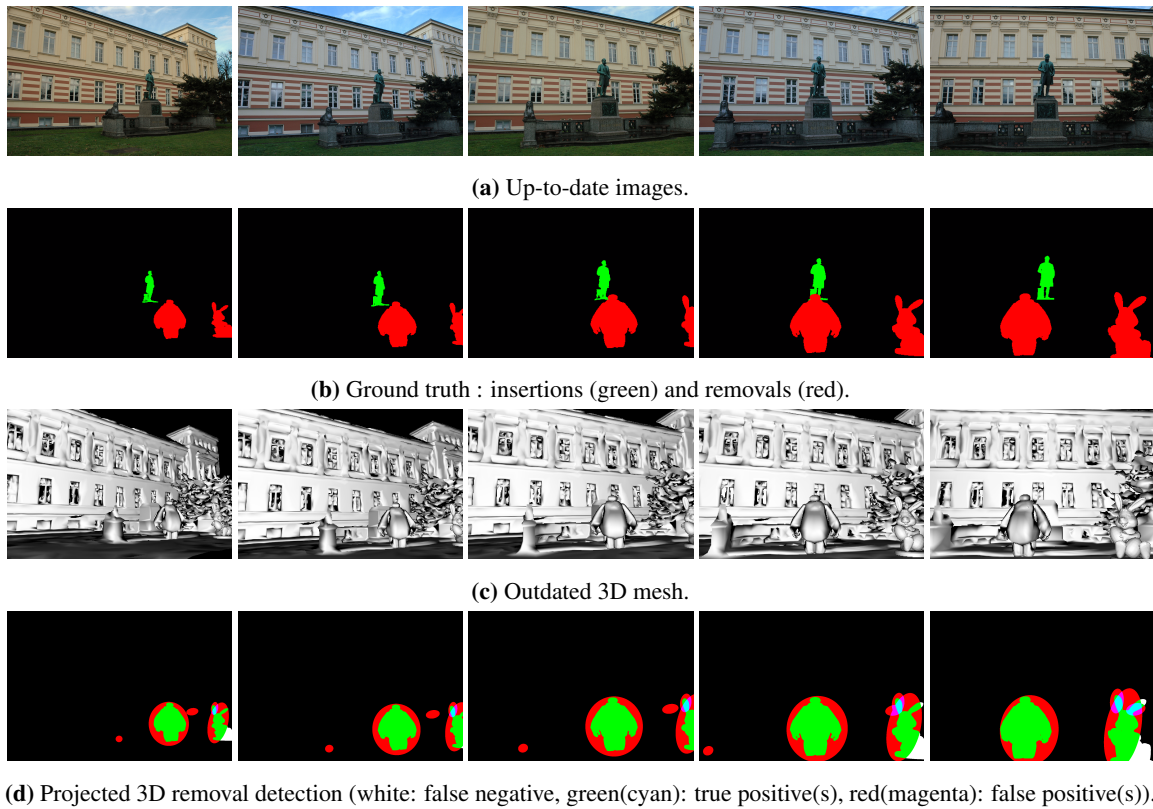 (a) Up-to-date images.
(b) Ground truth : insertions (green) and removals (red).
(c) Outdated 3D mesh.
(d) Projected 3D removal detection (white: false negative, green(cyan): true positive(s), red(magenta): false positive(s)).